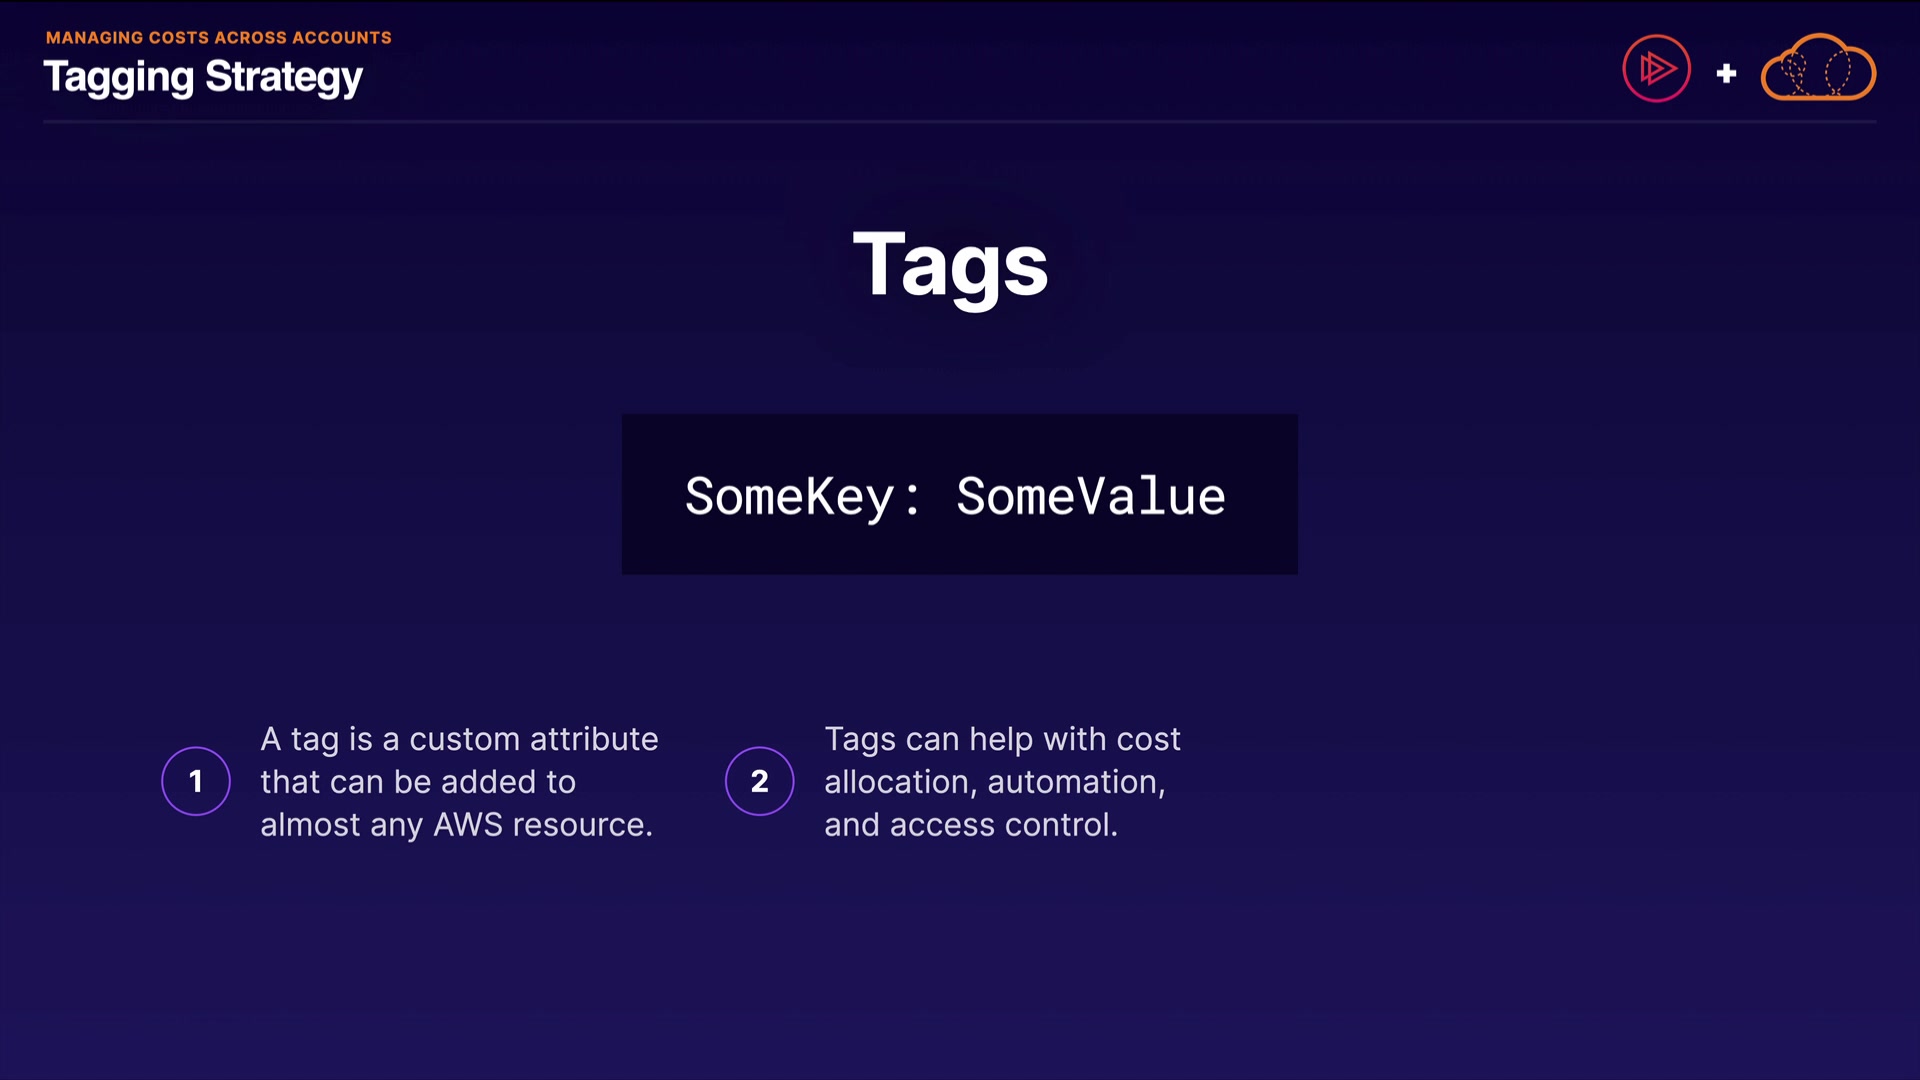 MANAGING COSTS ACROSS ACCOUNTS
Tagging Strategy
Tags
SomeKey: SomeValue
1
A tag is a custom attribute
that can be added to
almost any AWS resource.
2
Tags can help with cost
allocation, automation,
and access control.